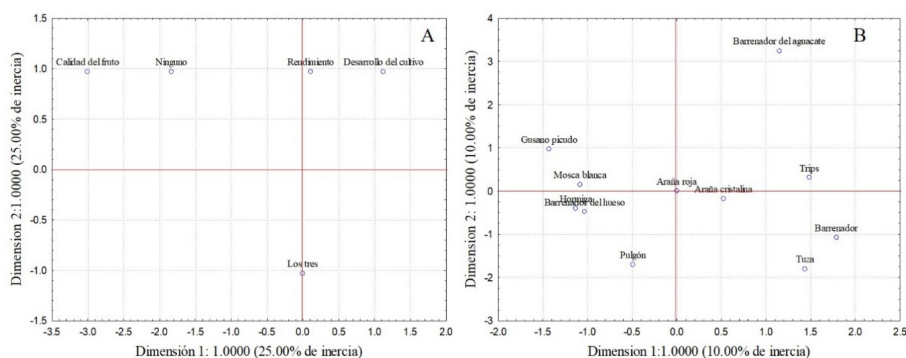 A
1.5
1.0
0.5
0.0
-0.5
-1.0
-1.5
Calidad del fruto
Ninguno
Rendimiento
Desarrollo del cultivo
Los tres
-3.5 -3.0 -2.5 -2.0 -1.5 -1.0 -0.5 0.0 0.5 1.0 1.5 2.0
Dimensión 1: 1.0000 (25.00% de inercia)
Dimension 2:1.0000 (25.00% de inercia)
B
4
3
2
1
0
-1
-2
-3
Barrenador del aguacate
Gusano picudo
Mosca blanca
Trips
Araña roja
Araña cristalina
Hormiga
Barrenador del hueso
Barrenador
Pulgón
Tuza
-2.0 -1.5 -1.0 -0.5 0.0 0.5 1.0 1.5 2.0 2.5
Dimensión 1:1.0000 (10.00% de inercia)
Dimension 2: 1.0000 (10.00% de inercia)